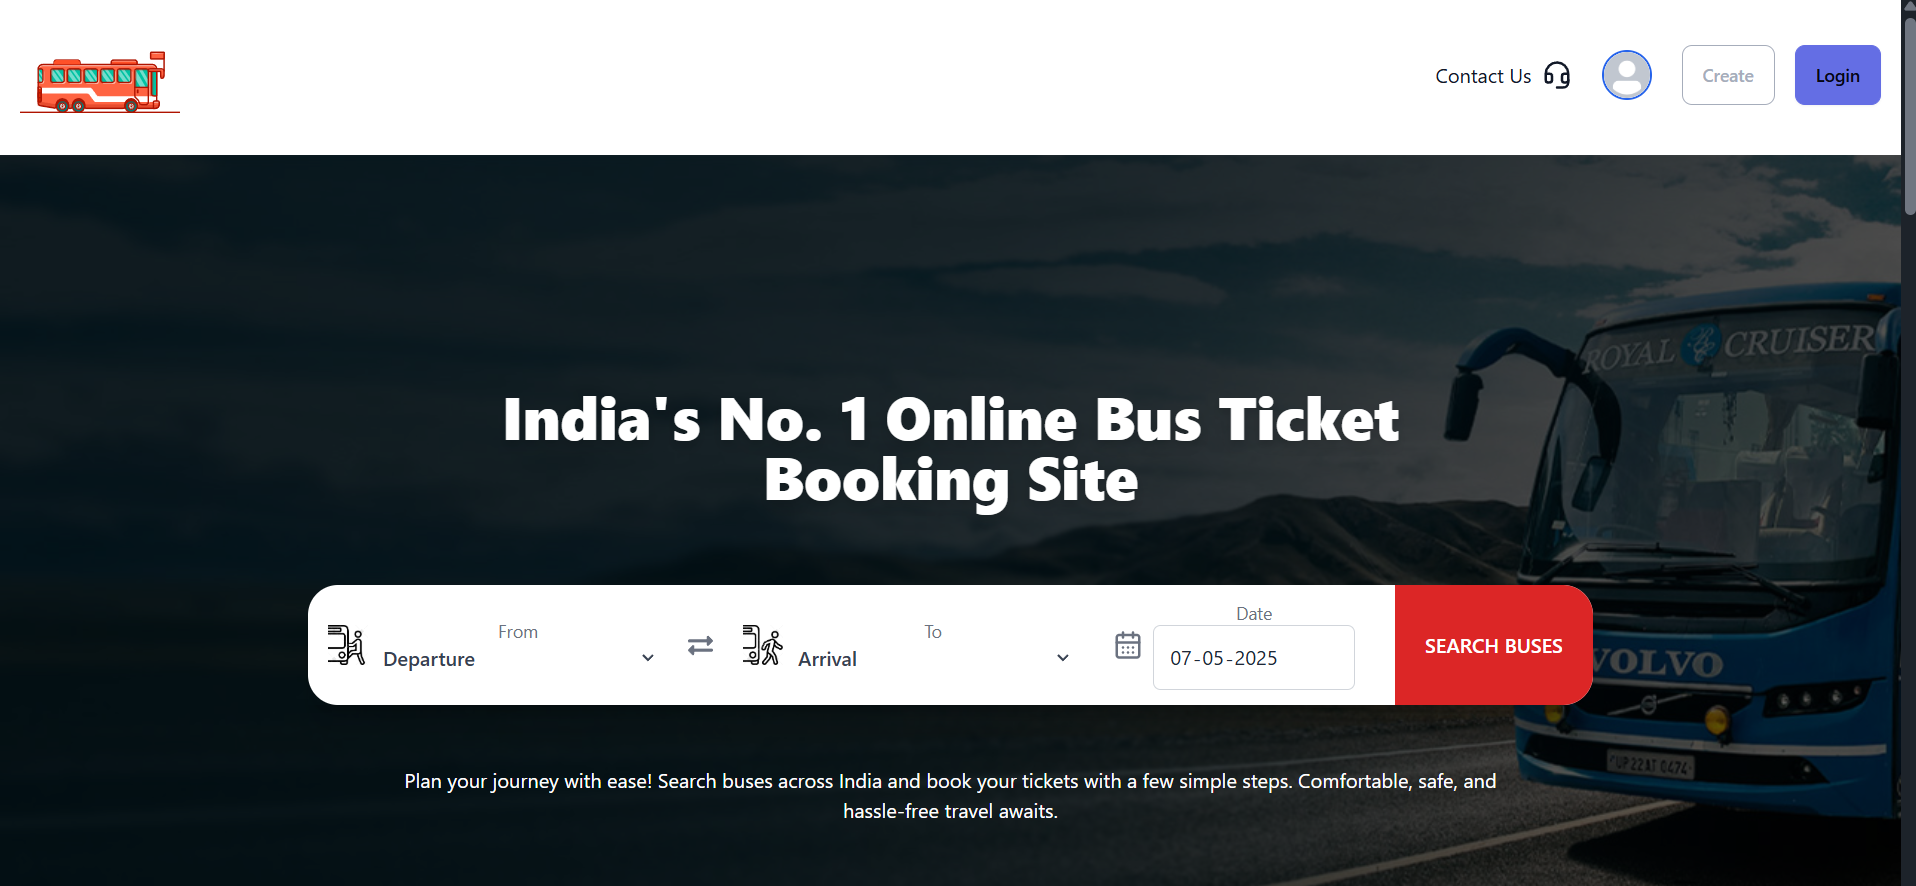 Contact Us
Create
Login
ROYAL CRUISER
India's No. 1 Online Bus Ticket
Booking Site
From
Departure
To
Arrival
Date
07-05-2025
SEARCH BUSES
VOLVO
UP22AT 0474
Plan your journey with ease! Search buses across India and book your tickets with a few simple steps. Comfortable, safe, and
hassle-free travel awaits.